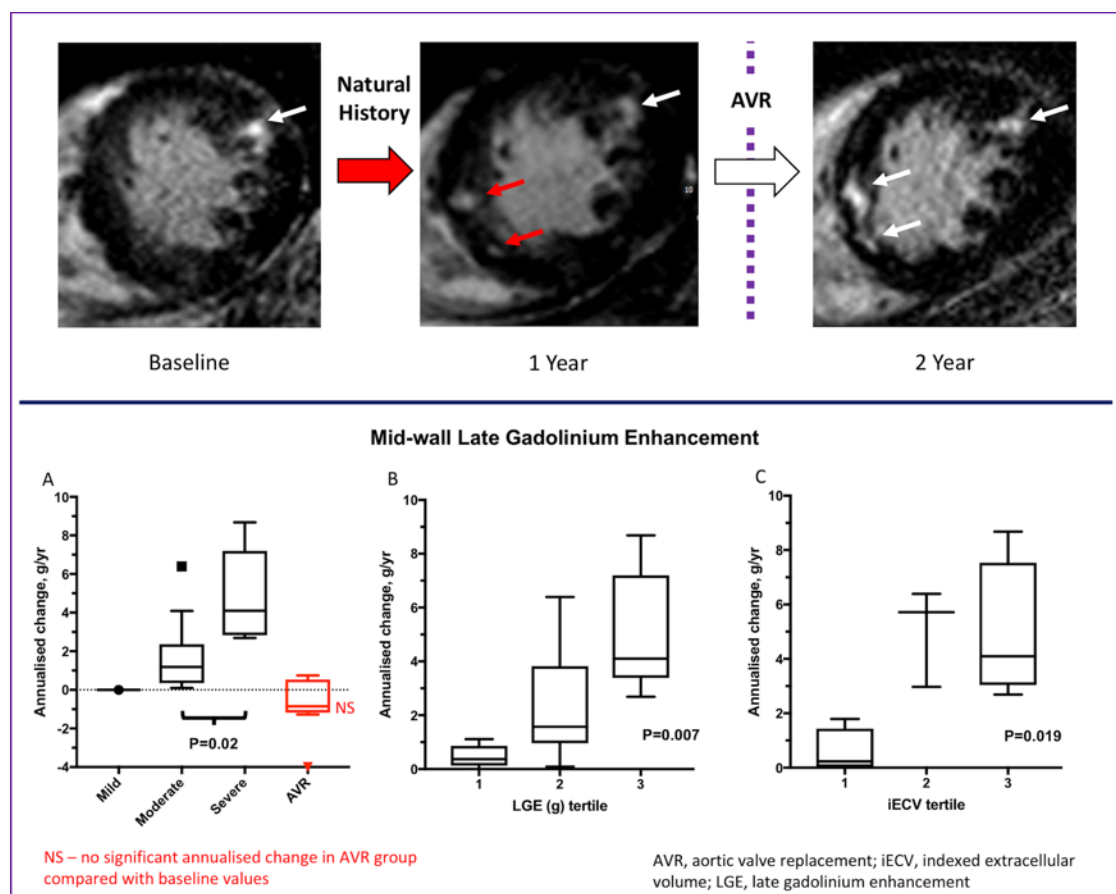 Natural
History
AVR
10
Baseline
1 Year
2 Year
Mid-wall Late Gadolinium Enhancement
A
Annualised change, g/yr
10
8
6
4
2
0
-2
-4
NS
P=0.02
Mild
Moderate
Severe
AVR
B
Annualised change, g/yr
10
8
6
4
2
0
P=0.007
1
2
3
LGE (g) tertile
C
Annualised change, g/yr
10
8
6
4
2
0
P=0.019
1
2
3
iECV tertile
NS – no significant annualised change in AVR group
compared with baseline values
AVR, aortic valve replacement; iECV, indexed extracellular
volume; LGE, late gadolinium enhancement